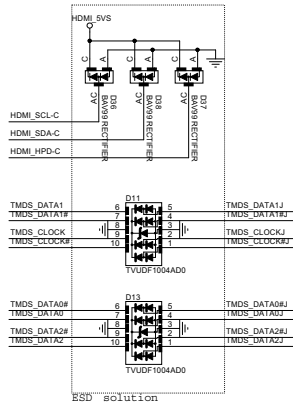 HDMI_5VS
C A
C A
C A
AC
AC
AC
D36
BAV99 RECTIFIER
D38
BAV99 RECTIFIER
D37
BAV99 RECTIFIER
HDMI_SCL-C
HDMI_SDA-C
HDMI_HPD-C
D11
TMDS_DATA1 6 5 TMDS_DATA1J
TMDS_DATA1# 7 4 TMDS_DATA1#J
8 3
TMDS_CLOCK 9 2 TMDS_CLOCKJ
TMDS_CLOCK# 10 1 TMDS_CLOCK#J
TVUDF1004AD0
D13
TMDS_DATA0# 6 5 TMDS_DATA0#J
TMDS_DATA0 7 4 TMDS_DATA0J
8 3
TMDS_DATA2# 9 2 TMDS_DATA2#J
TMDS_DATA2 10 1 TMDS_DATA2J
TVUDF1004AD0
ESD solution